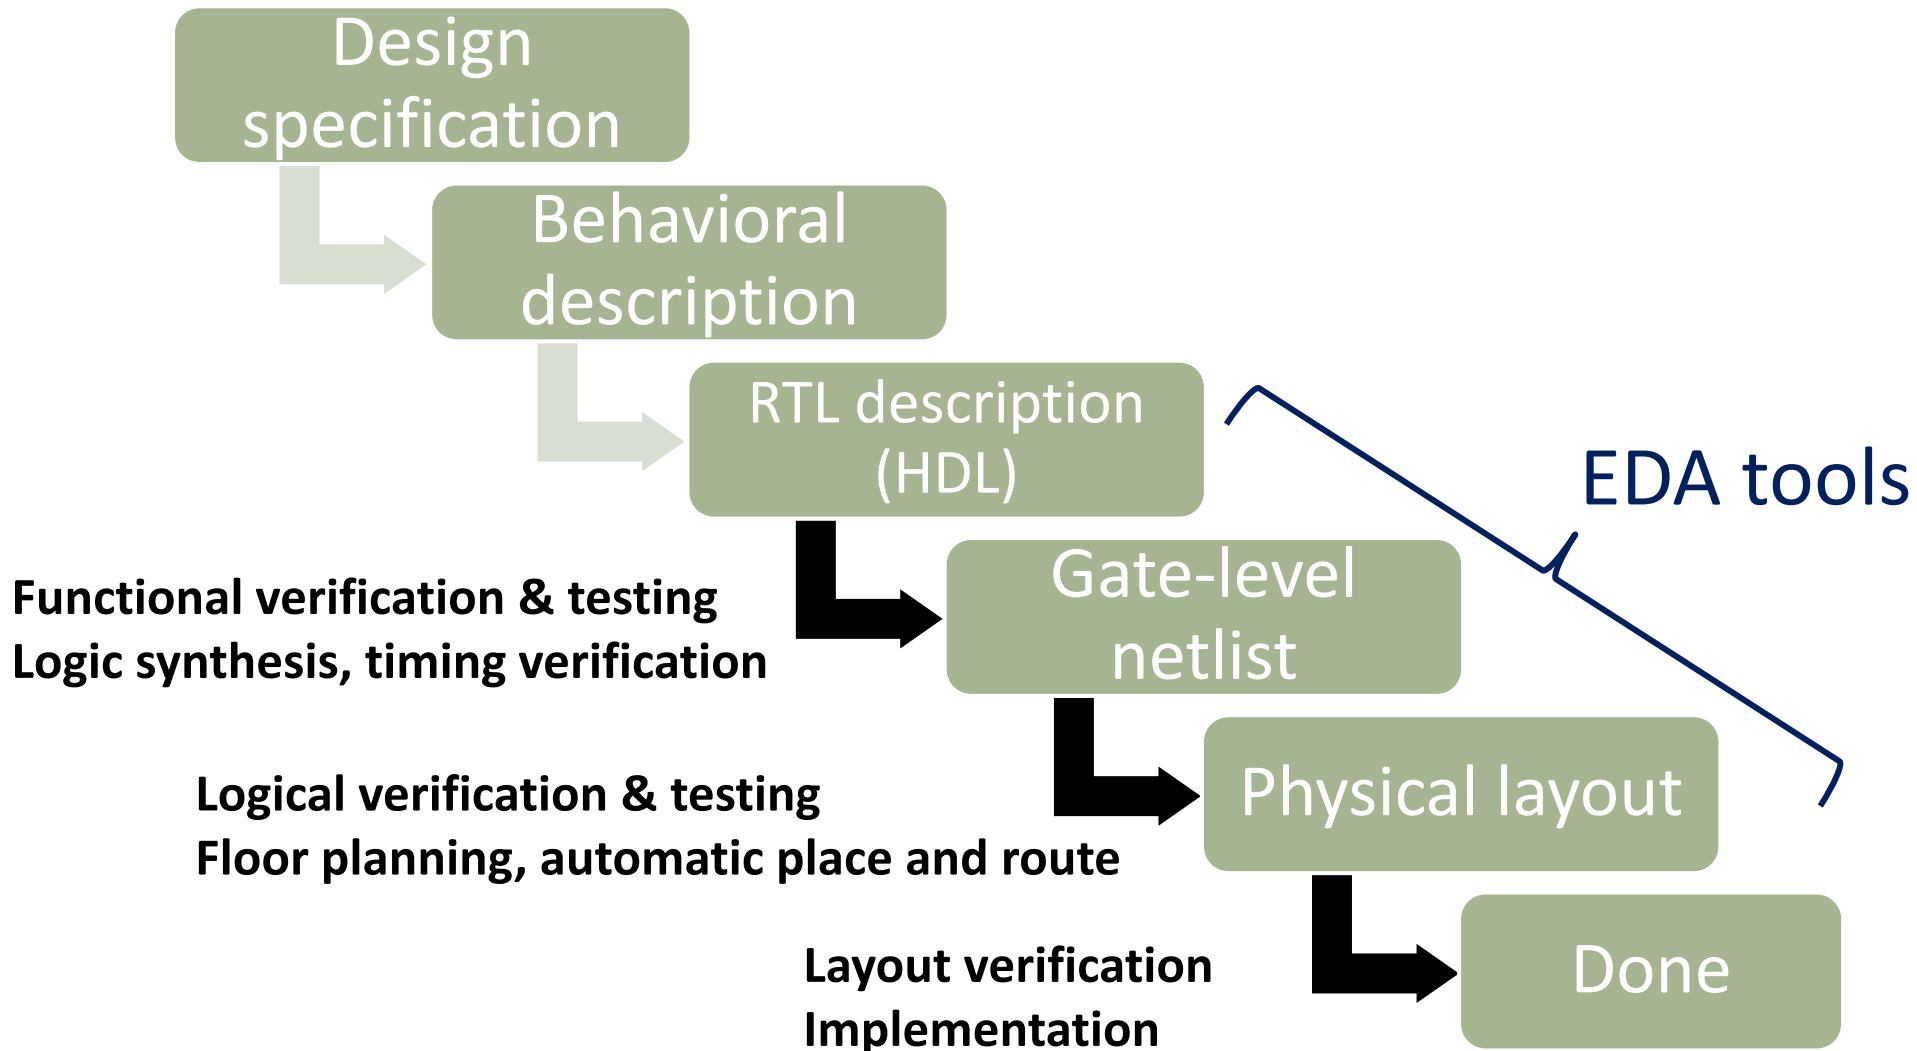 Design
specification
Behavioral
description
RTL description
(HDL)
EDA tools
Gate-level
netlist
Functional verification & testing
Logic synthesis, timing verification
Physical layout
Logical verification & testing
Floor planning, automatic place and route
Done
Layout verification
Implementation